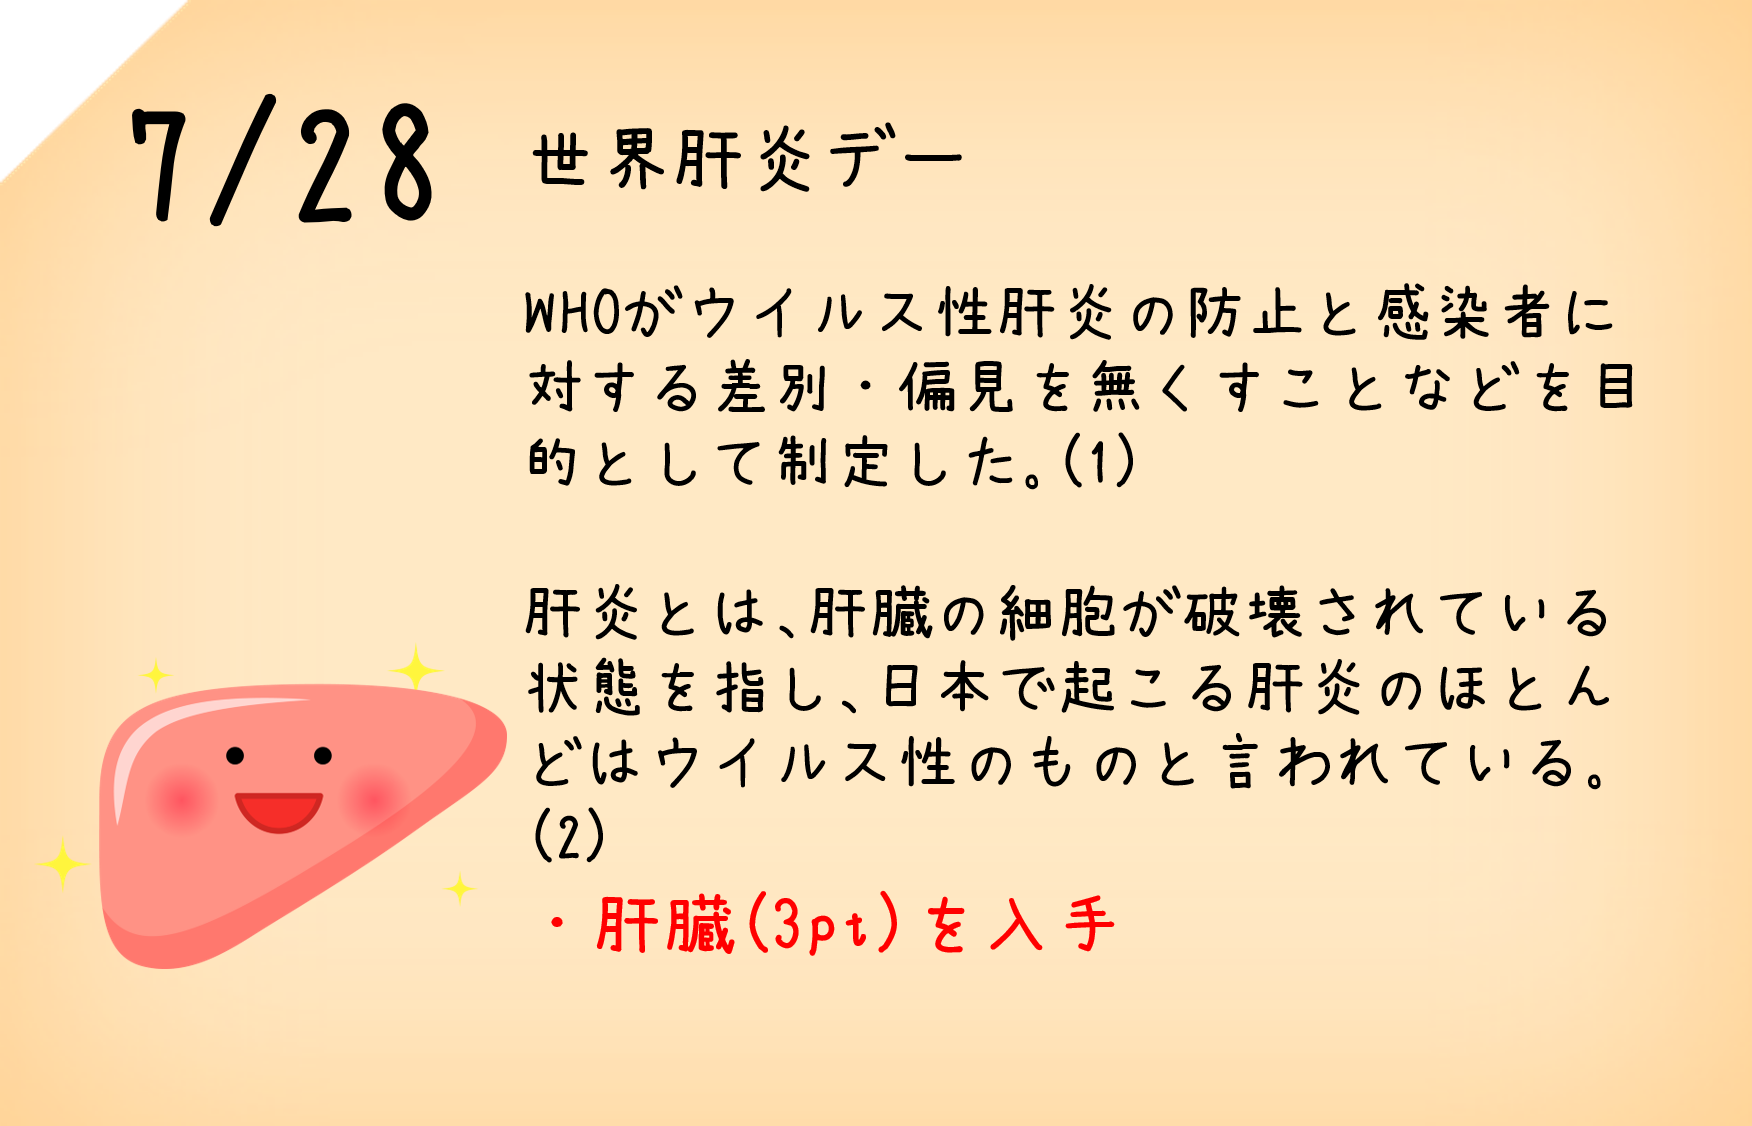 7/28
世界肝炎デー
WHOがウイルス性肝炎の防止と感染者に
対する差別・偏見を無くすことなどを目
的として制定した。(1)
肝炎とは、肝臓の細胞が破壊されている
状態を指し、日本で起こる肝炎のほとん
どはウイルス性のものと言われている。
(2)
・肝臓(3pt)を入手